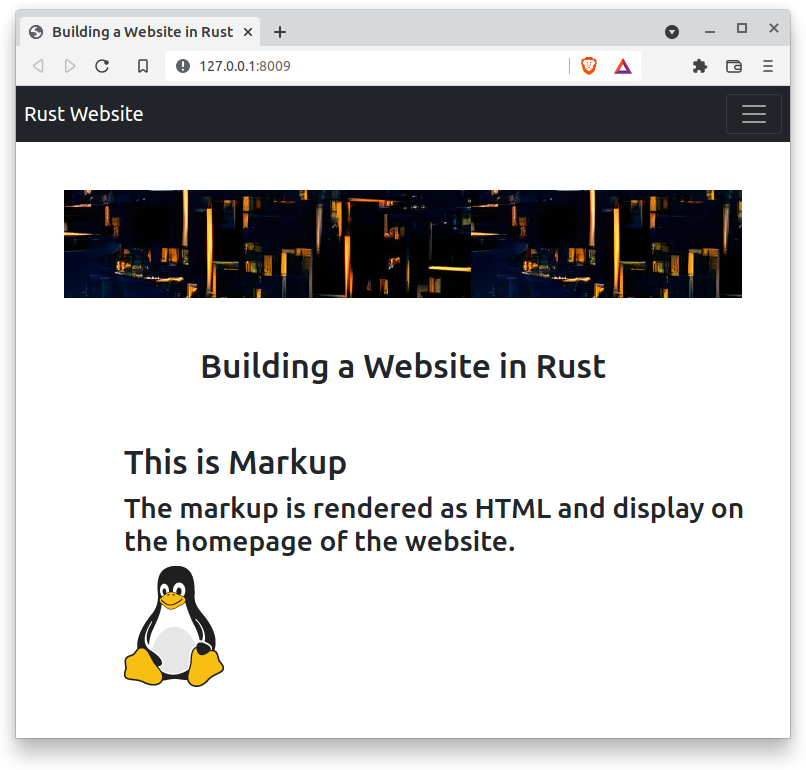 Building a Website in Rust
127.0.0.1:8009
Rust Website
Building a Website in Rust
This is Markup
The markup is rendered as HTML and display on
the homepage of the website.